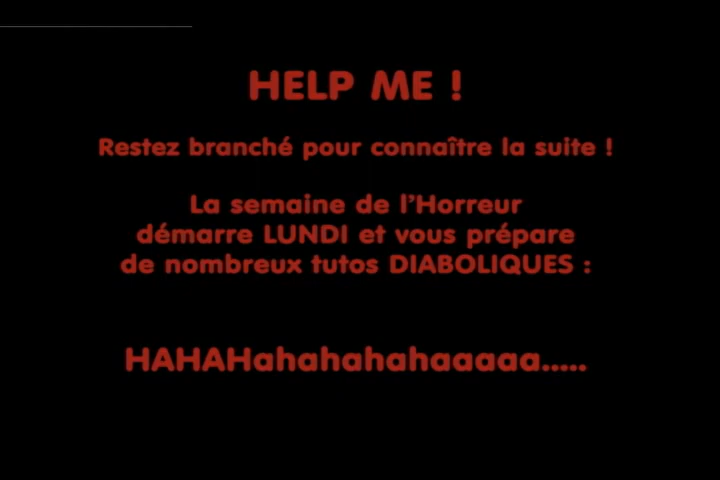 HELP ME !
Restez branché pour connaître la suite !
La semaine de l'Horreur
démarre LUNDI et vous prépare
de nombreux tutos DIABOLIQUES :
HAHAHahahahahaaaaa.....